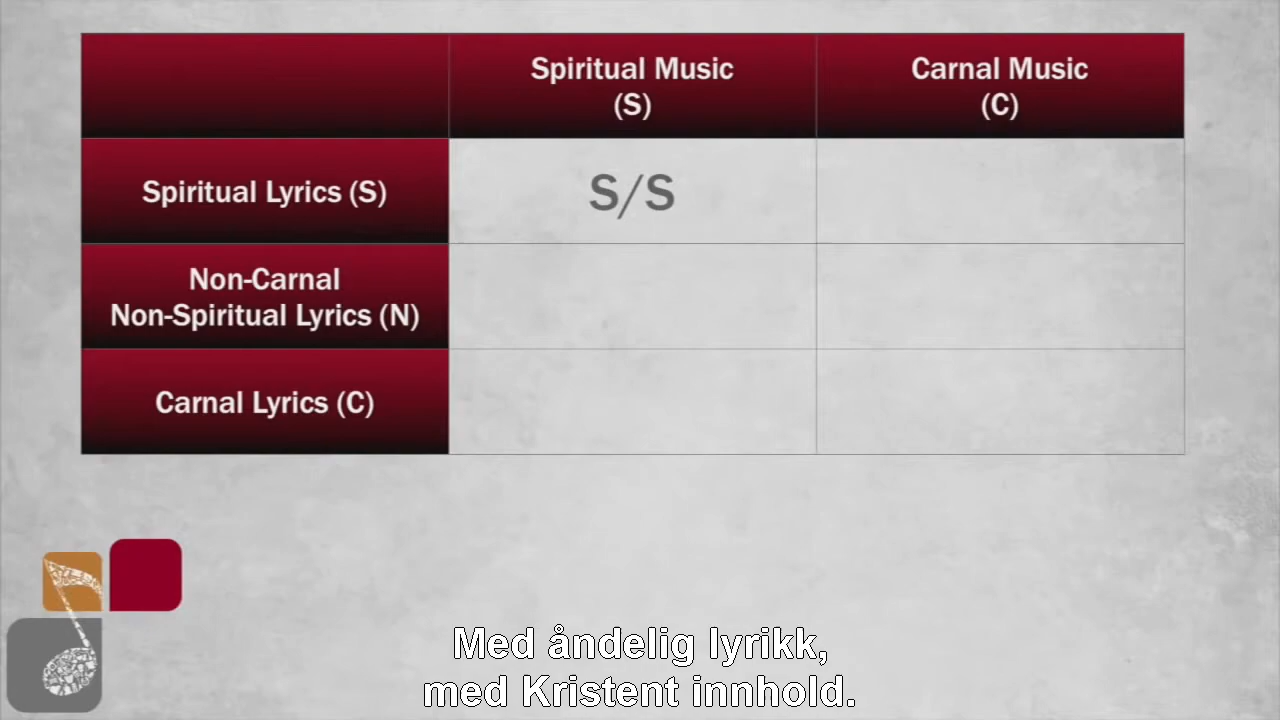 Spiritual Music
(S)
Carnal Music
(C)
Spiritual Lyrics (S)
S/S
Non-Carnal
Non-Spiritual Lyrics (N)
Carnal Lyrics (C)
Med åndelig lyrikk,
med Kristent innhold.